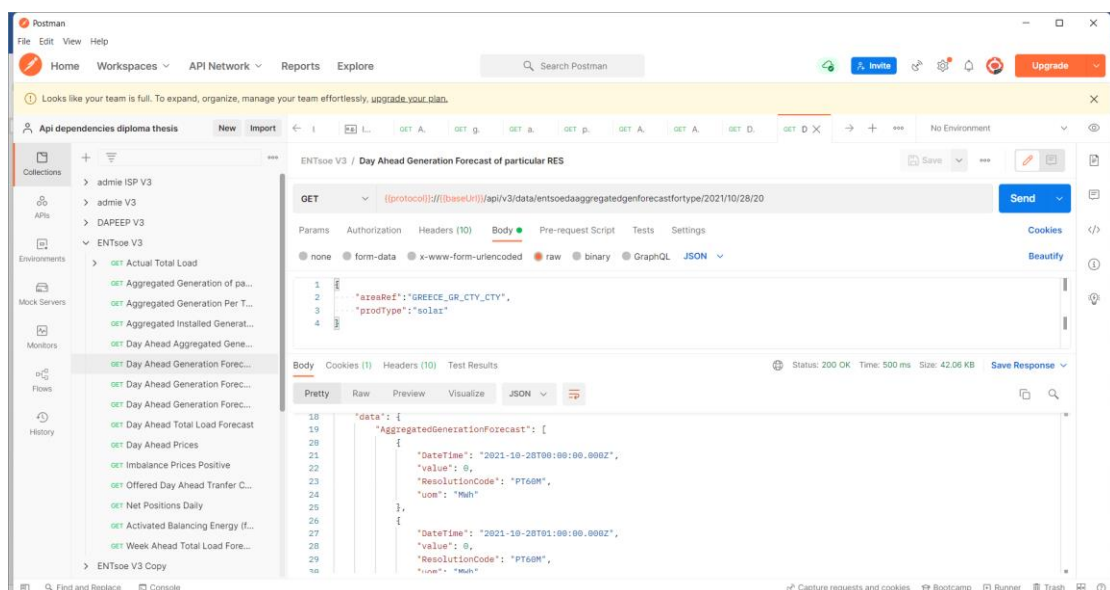 Postman
File Edit View Help
Home Workspaces API Network Reports Explore Search Postman Invite Upgrade
Looks like your team is full. To expand, organize, manage your team effortlessly, upgrade your plan.
Api dependencies diploma thesis New Import GET A. GET g. GET a. GET p. GET A, GET A. GET D. GET D No Environment
Collections
APIs
Environments
Mock Servers
Monitors
Flows
History
admie ISP V3
admie V3
DAPEEP V3
ENTsoe V3
GET Actual Total Load
GET Aggregated Generation of pa...
GET Aggregated Generation Per T...
GET Aggregated Installed Generat...
GET Day Ahead Aggregated Gene...
GET Day Ahead Generation Forec...
GET Day Ahead Generation Forec...
GET Day Ahead Generation Forec...
GET Day Ahead Total Load Forecast
GET Day Ahead Prices
GET Imbalance Prices Positive
GET Offered Day Ahead Tranfer C...
GET Net Positions Daily
GET Activated Balancing Energy (f...
GET Week Ahead Total Load Fore...
ENTsoe V3 Copy
ENTsoe V3 / Day Ahead Generation Forecast of particular RES Save
GET {{protocol}}://{{baseUrl}}/api/v3/data/entsoedaaggregatedgenforecastfortype/2021/10/28/20 Send
Params Authorization Headers (10) Body Pre-request Script Tests Settings Cookies
none form-data x-www-form-urlencoded raw binary GraphQL JSON Beautify
1 {
2 "areaRef":"GREECE_GR_CTY_CTY",
3 "prodType":"solar"
4 }
Body Cookies (1) Headers (10) Test Results Status: 200 OK Time: 500 ms Size: 42.06 KB Save Response
Pretty Raw Preview Visualize JSON
18 "data": {
19 "AggregatedGenerationForecast": [
20 {
21 "DateTime": "2021-10-28T00:00:00.000Z",
22 "value": 0,
23 "ResolutionCode": "PT60M",
24 "uom": "MWh"
25 },
26 {
27 "DateTime": "2021-10-28T01:00:00.000Z",
28 "value": 0,
29 "ResolutionCode": "PT60M",
30 "uom": "MWh"
Find and Replace Console Capture requests and cookies Bootcamp Runner Trash